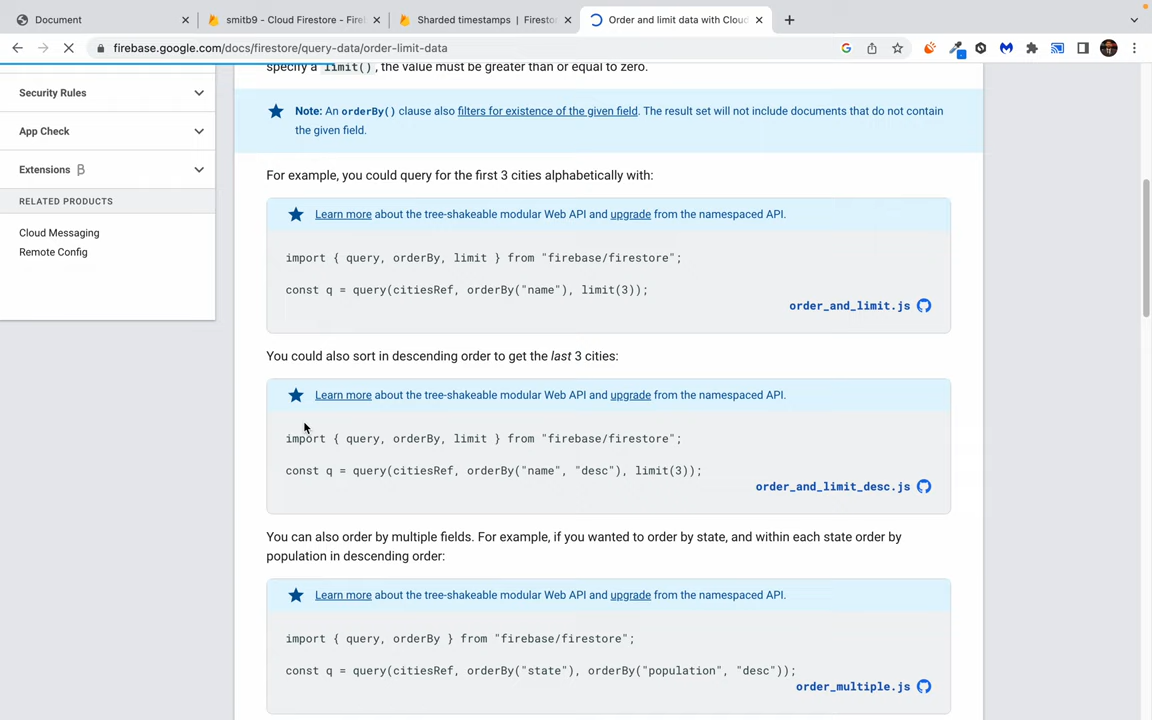 Document
smitb9 - Cloud Firestore - Fire
Sharded timestamps | Firestor
Order and limit data with Cloud
firebase.google.com/docs/firestore/query-data/order-limit-data
Security Rules
App Check
Extensions β
RELATED PRODUCTS
Cloud Messaging
Remote Config
specify a limit(), the value must be greater than or equal to zero.
Note: An orderBy() clause also filters for existence of the given field. The result set will not include documents that do not contain
the given field.
For example, you could query for the first 3 cities alphabetically with:
Learn more about the tree-shakeable modular Web API and upgrade from the namespaced API.
import { query, orderBy, limit } from "firebase/firestore";
const q = query(citiesRef, orderBy("name"), limit(3));
order_and_limit.js
You could also sort in descending order to get the last 3 cities:
Learn more about the tree-shakeable modular Web API and upgrade from the namespaced API.
import { query, orderBy, limit } from "firebase/firestore";
const q = query(citiesRef, orderBy("name", "desc"), limit(3));
order_and_limit_desc.js
You can also order by multiple fields. For example, if you wanted to order by state, and within each state order by
population in descending order:
Learn more about the tree-shakeable modular Web API and upgrade from the namespaced API.
import { query, orderBy } from "firebase/firestore";
const q = query(citiesRef, orderBy("state"), orderBy("population", "desc"));
order_multiple.js